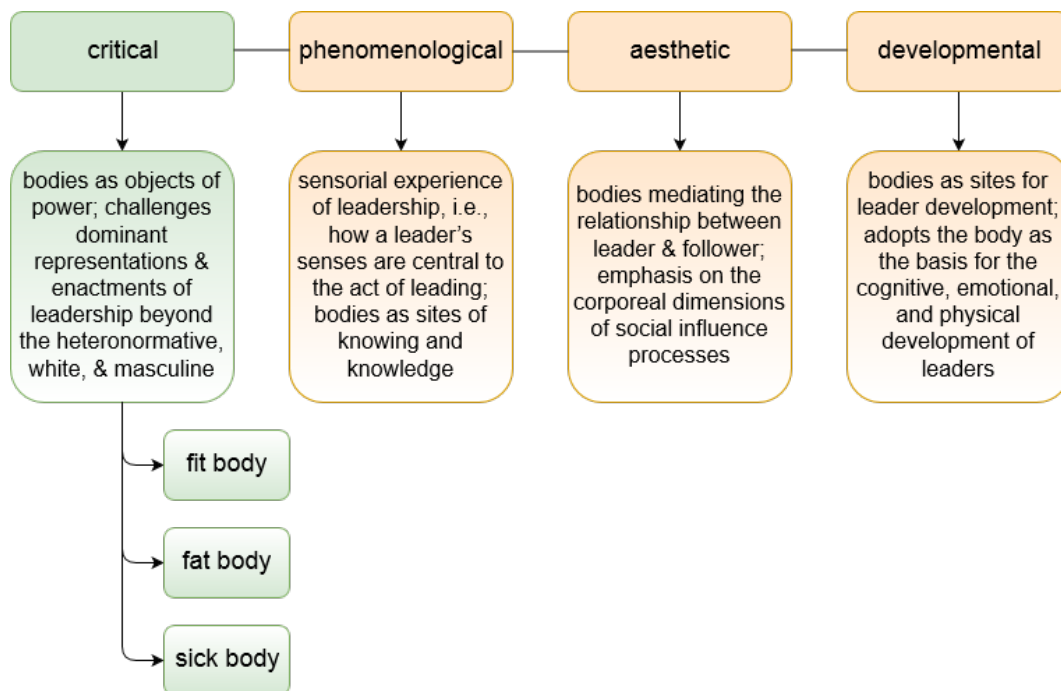 critical
phenomenological
aesthetic
developmental
bodies as objects of
power; challenges
dominant
representations &
enactments of
leadership beyond
the heteronormative,
white, & masculine
sensorial experience
of leadership, i.e.,
how a leader's
senses are central to
the act of leading;
bodies as sites of
knowing and
knowledge
bodies mediating the
relationship between
leader & follower;
emphasis on the
corporeal dimensions
of social influence
processes
bodies as sites for
leader development;
adopts the body as
the basis for the
cognitive, emotional,
and physical
development of
leaders
fit body
fat body
sick body